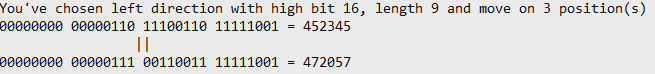 You've chosen left direction with high bit 16, length 9 and move on 3 position(s)
00000000 00000110 11100110 11111001 = 452345
||
00000000 00000111 00110011 11111001 = 472057